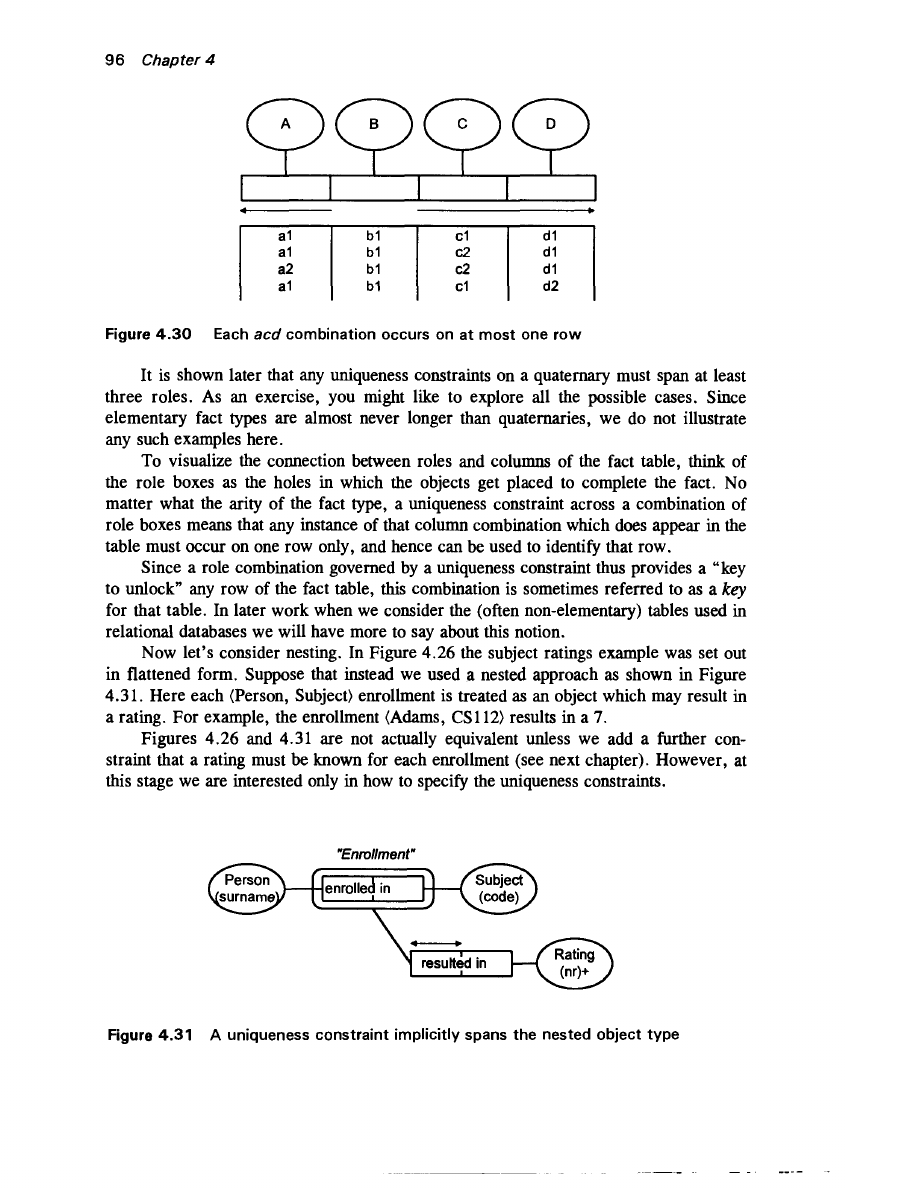 96 Chapter 4
A B C D
a1 b1 c1 d1
a1 b1 c2 d1
a2 b1 c2 d1
a1 b1 c1 d2
Figure 4.30 Each acd combination occurs on at most one row
It is shown later that any uniqueness constraints on a quaternary must span at least
three roles. As an exercise, you might like to explore all the possible cases. Since
elementary fact types are almost never longer than quaternaries, we do not illustrate
any such examples here.
To visualize the connection between roles and columns of the fact table, think of
the role boxes as the holes in which the objects get placed to complete the fact. No
matter what the arity of the fact type, a uniqueness constraint across a combination of
role boxes means that any instance of that column combination which does appear in the
table must occur on one row only, and hence can be used to identify that row.
Since a role combination governed by a uniqueness constraint thus provides a “key
to unlock” any row of the fact table, this combination is sometimes referred to as a key
for that table. In later work when we consider the (often non-elementary) tables used in
relational databases we will have more to say about this notion.
Now let’s consider nesting. In Figure 4.26 the subject ratings example was set out
in flattened form. Suppose that instead we used a nested approach as shown in Figure
4.31. Here each (Person, Subject) enrollment is treated as an object which may result in
a rating. For example, the enrollment (Adams, CS112) results in a 7.
Figures 4.26 and 4.31 are not actually equivalent unless we add a further con-
straint that a rating must be known for each enrollment (see next chapter). However, at
this stage we are interested only in how to specify the uniqueness constraints.
"Enrollment"
Person
(surname)
enrolled in
Subject
(code)
resulted in
Rating
(nr)+
Figure 4.31 A uniqueness constraint implicitly spans the nested object type